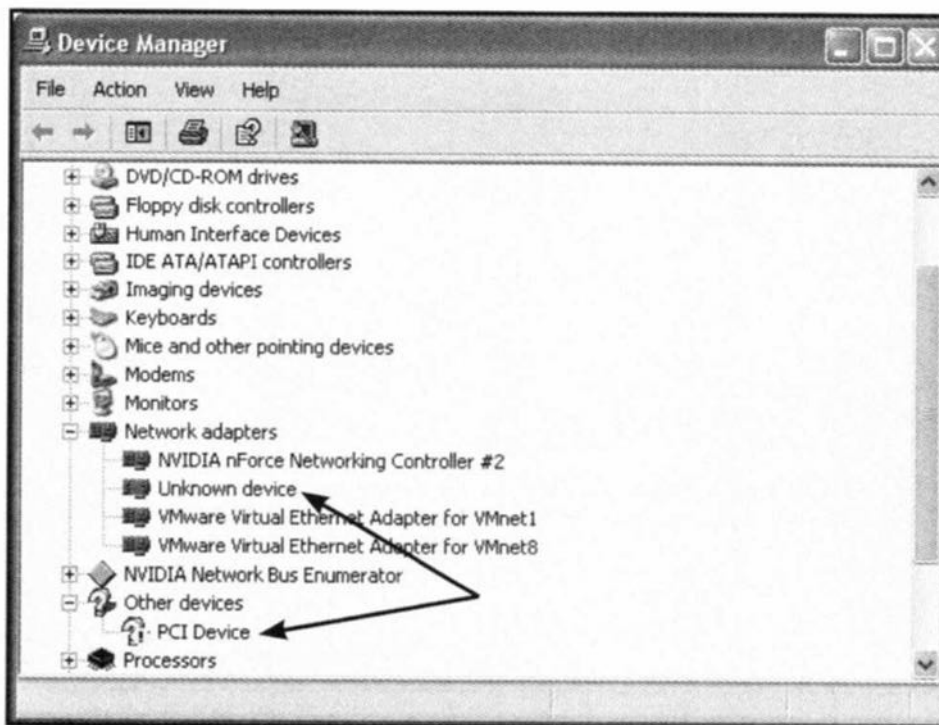 Device Manager
File Action View Help
DVD/CD-ROM drives
Floppy disk controllers
Human Interface Devices
IDE ATA/ATAPI controllers
Imaging devices
Keyboards
Mice and other pointing devices
Modems
Monitors
Network adapters
NVIDIA nForce Networking Controller #2
Unknown device
VMware Virtual Ethernet Adapter for VMnet1
VMware Virtual Ethernet Adapter for VMnet8
NVIDIA Network Bus Enumerator
Other devices
PCI Device
Processors